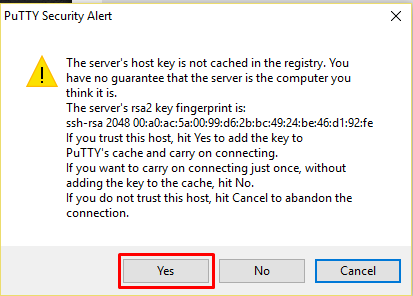 PuTTY Security Alert
The server's host key is not cached in the registry. You
have no guarantee that the server is the computer you
think it is.
The server's rsa2 key fingerprint is:
ssh-rsa 2048 00:a0:ac:5a:00:99:d6:2b:bc:49:24:be:46:d1:92:fe
If you trust this host, hit Yes to add the key to
PuTTY's cache and carry on connecting.
If you want to carry on connecting just once, without
adding the key to the cache, hit No.
If you do not trust this host, hit Cancel to abandon the
connection.
Yes
No
Cancel